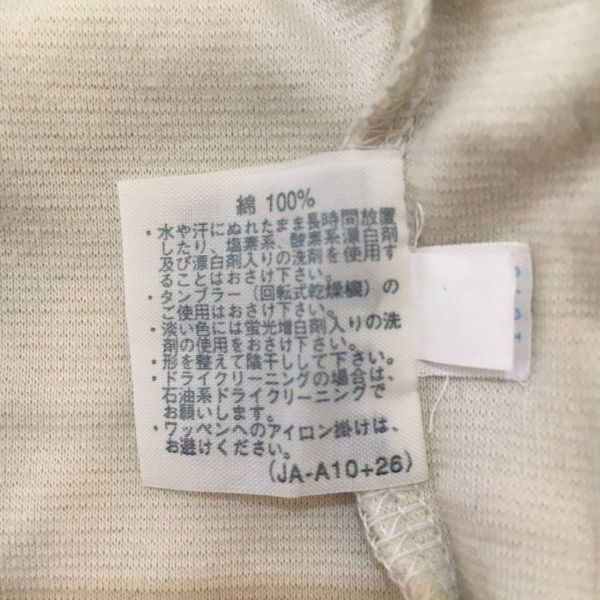 綿 100%
・水や汗にぬれたまま長時間放置
したり、塩素系、酸素系漂白剤
及び漂白剤入りの洗剤を使用す
ることはおさけ下さい。
・タンブラー（回転式乾燥機）の
ご使用はおさけ下さい。
・淡い色には蛍光増白剤入りの洗
剤の使用をおさけ下さい。
・形を整えて陰干しして下さい。
・ドライクリーニングの場合は、
石油系ドライクリーニングで
お願いします。
・ワッペンへのアイロン掛けは、
お避けください。
(JA-A10+26)